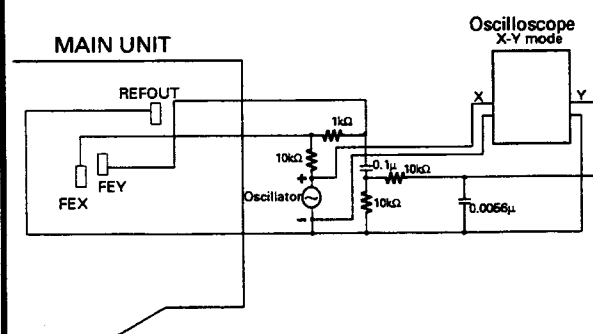 Oscilloscope
X-Y mode
MAIN UNIT
REFOUT
X
Y
1kΩ
10kΩ
0.1μ
10kΩ
FEY
+
FEX
Oscillator
10kΩ
0.0056μ
−